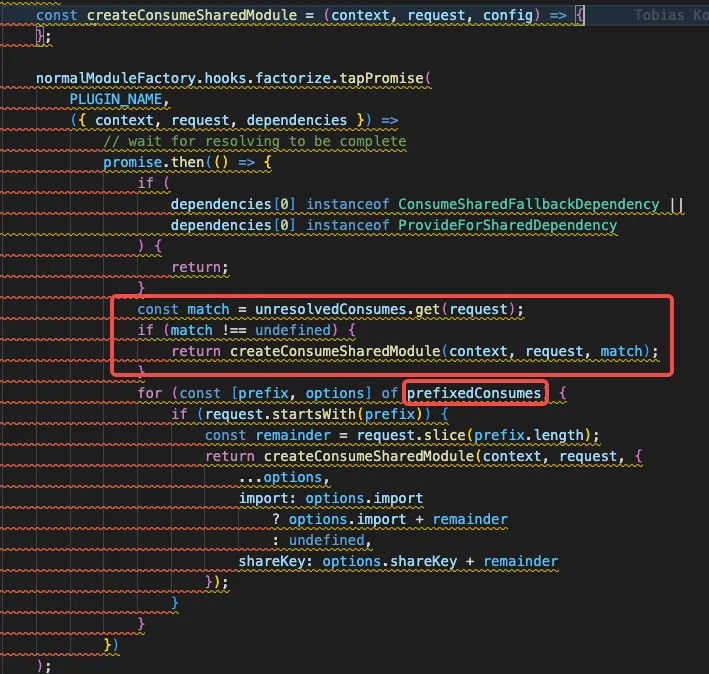 const createConsumeSharedModule = (context, request, config) => { Tobias Ko
};
normalModuleFactory.hooks.factorize.tapPromise(
PLUGIN_NAME,
({ context, request, dependencies }) =>
// wait for resolving to be complete
promise.then(() => {
if (
dependencies[0] instanceof ConsumeSharedFallbackDependency ||
dependencies[0] instanceof ProvideForSharedDependency
) {
return;
}
const match = unresolvedConsumes.get(request);
if (match !== undefined) {
return createConsumeSharedModule(context, request, match);
}
for (const [prefix, options] of prefixedConsumes) {
if (request.startsWith(prefix)) {
const remainder = request.slice(prefix.length);
return createConsumeSharedModule(context, request, {
...options,
import: options.import
? options.import + remainder
: undefined,
shareKey: options.shareKey + remainder
});
}
}
})
);